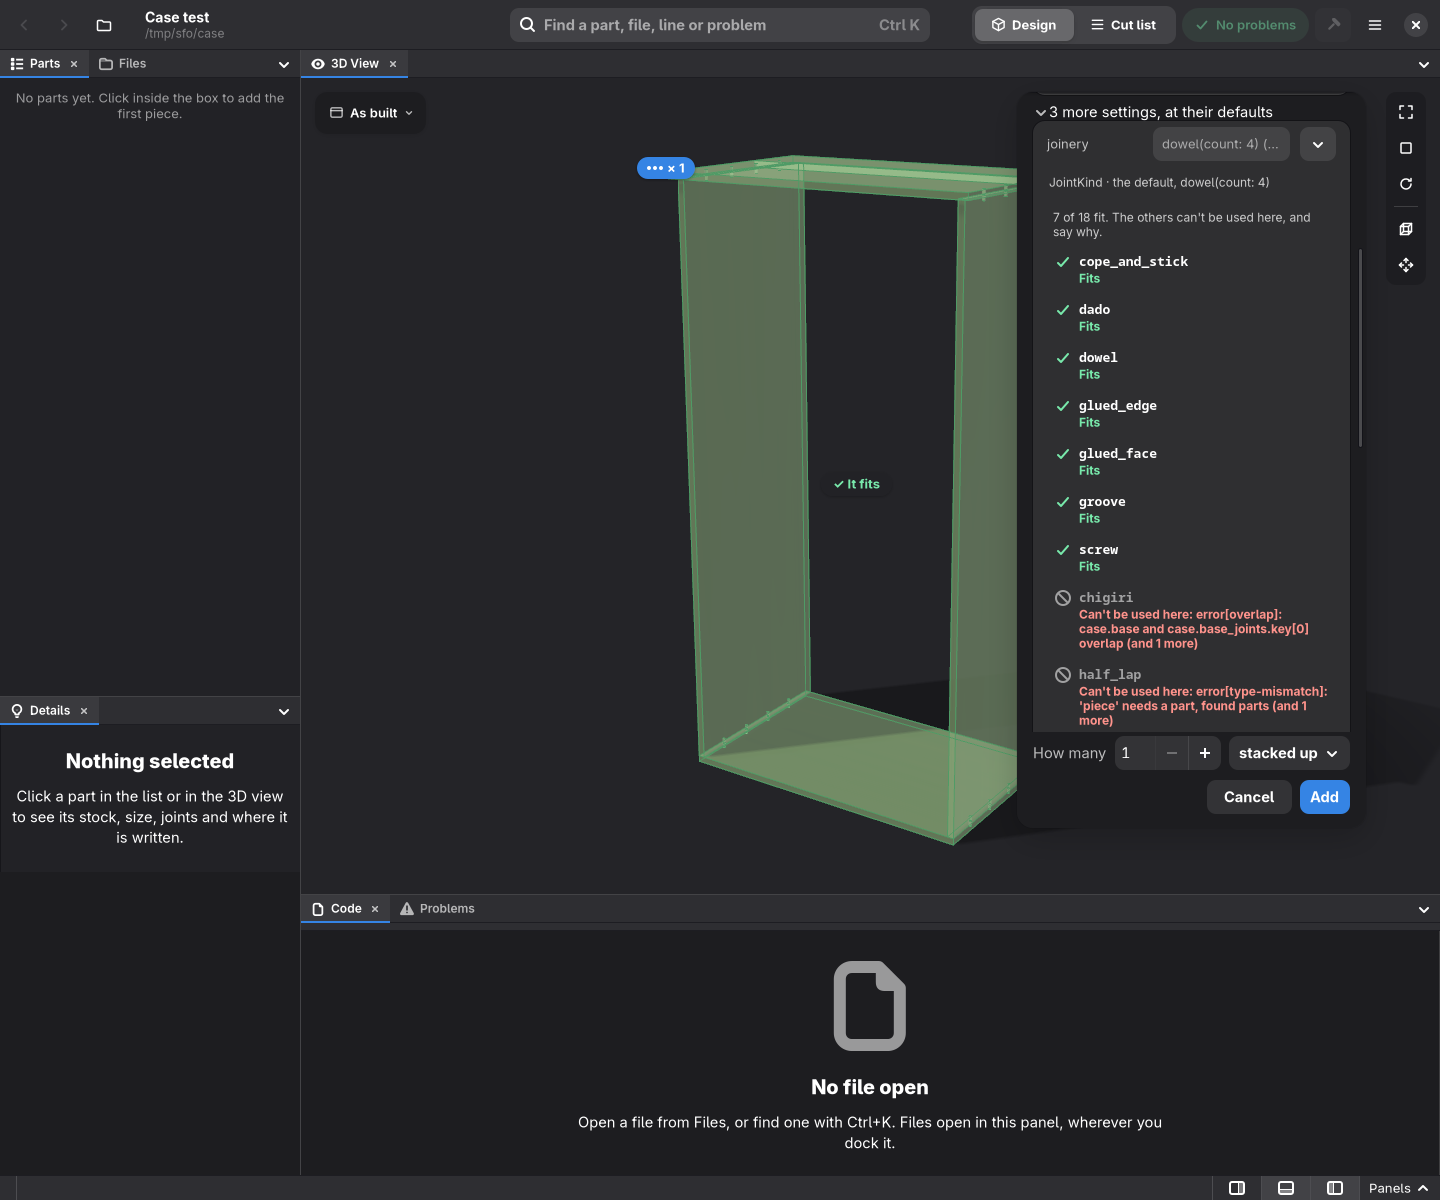 Case test
/tmp/sfo/case
Find a part, file, line or problem
Ctrl K
Design
Cut list
No problems
Parts
Files
3D View
No parts yet. Click inside the box to add the
first piece.
As built
••• × 1
It fits
3 more settings, at their defaults
joinery
dowel(count: 4) (...
JointKind · the default, dowel(count: 4)
7 of 18 fit. The others can't be used here, and
say why.
cope_and_stick
Fits
dado
Fits
dowel
Fits
glued_edge
Fits
glued_face
Fits
groove
Fits
screw
Fits
chigiri
Can't be used here: error[overlap]:
case.base and case.base_joints.key[0]
overlap (and 1 more)
half_lap
Can't be used here: error[type-mismatch]:
'piece' needs a part, found parts (and 1
more)
How many
1
stacked up
Cancel
Add
Details
Nothing selected
Click a part in the list or in the 3D view
to see its stock, size, joints and where it
is written.
Code
Problems
No file open
Open a file from Files, or find one with Ctrl+K. Files open in this panel, wherever you
dock it.
Panels